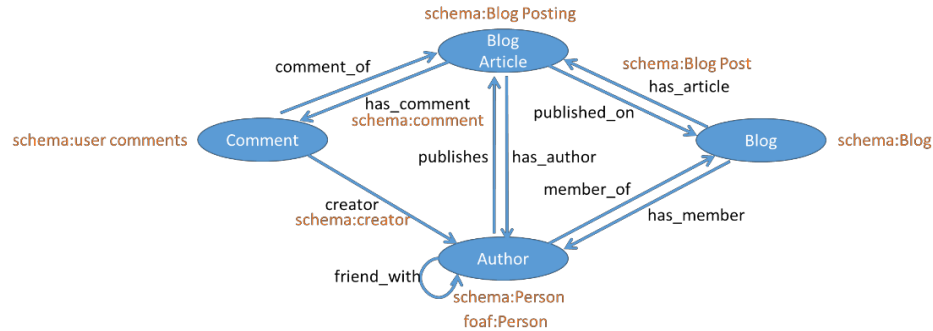 schema:Blog Posting
Blog
Article
comment_of
schema:Blog Post
has_article
has_comment
schema:comment
published_on
schema:user comments
Comment
Blog
schema:Blog
publishes
has_author
member_of
creator
schema:creator
has_member
Author
friend_with
schema:Person
foaf:Person